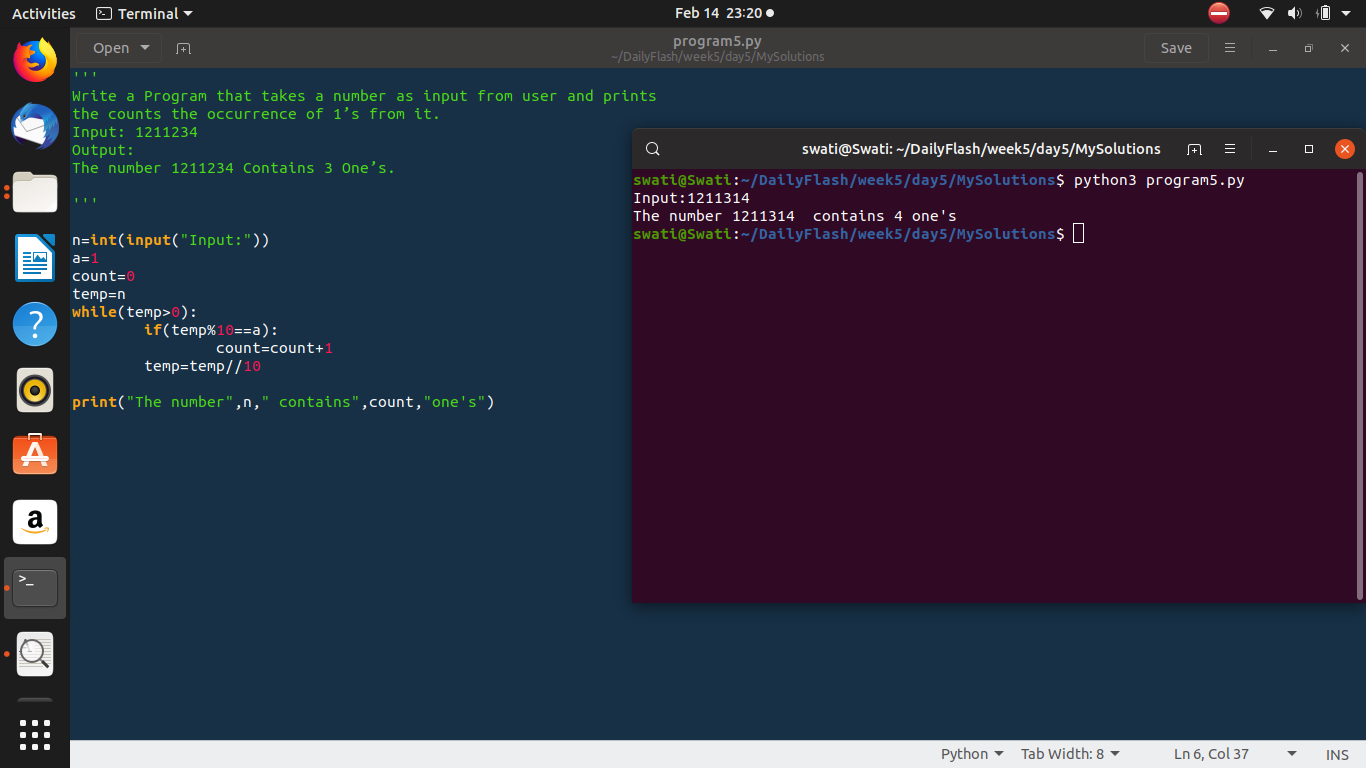 Activities Terminal Feb 14 23:20
Open program5.py Save
~/DailyFlash/week5/day5/MySolutions
'''
Write a Program that takes a number as input from user and prints
the counts the occurrence of 1’s from it.
Input: 1211234
Output:
The number 1211234 Contains 3 One’s.
'''
n=int(input("Input:"))
a=1
count=0
temp=n
while(temp>0):
        if(temp%10==a):
                count=count+1
        temp=temp//10
print("The number",n," contains",count,"one's")
swati@Swati: ~/DailyFlash/week5/day5/MySolutions
swati@Swati:~/DailyFlash/week5/day5/MySolutions$ python3 program5.py
Input:1211314
The number 1211314  contains 4 one's
swati@Swati:~/DailyFlash/week5/day5/MySolutions$
?
A
a
>_
Python Tab Width: 8 Ln 6, Col 37 INS